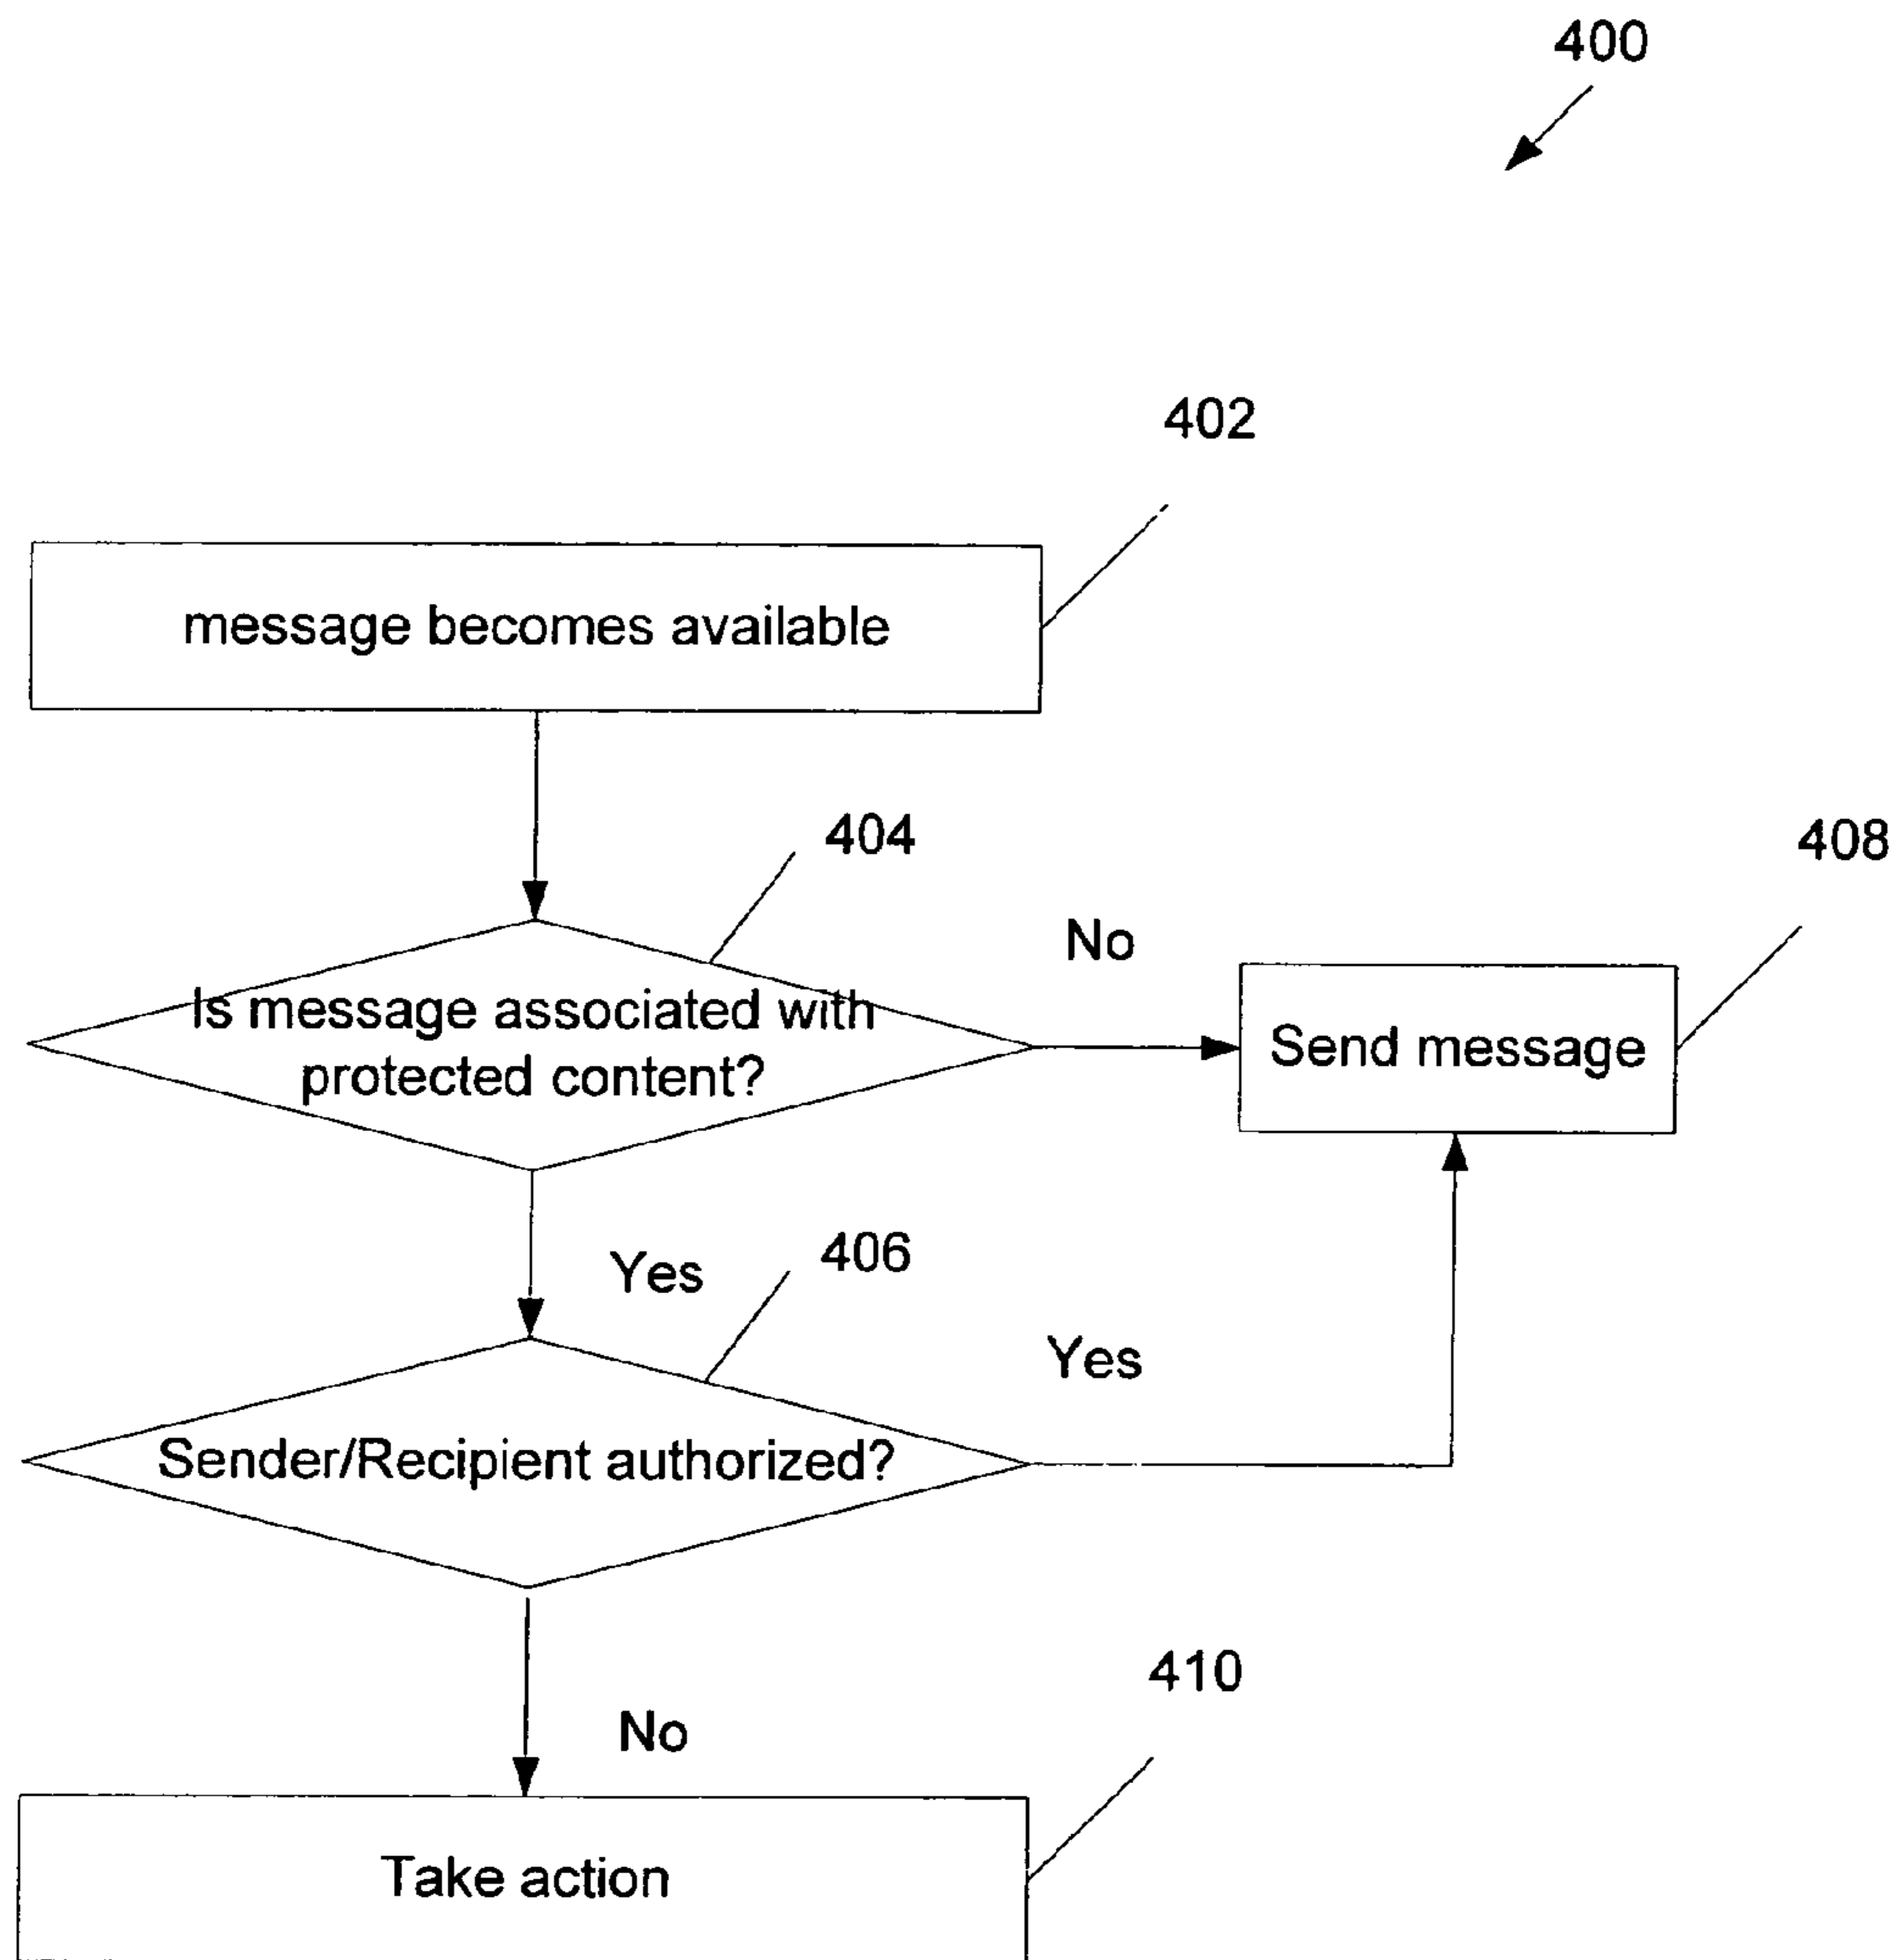 400
402
message becomes available
404
408
No
Is message associated with
protected content?
Send message
Yes
406
Yes
Sender/Recipient authorized?
410
No
Take action